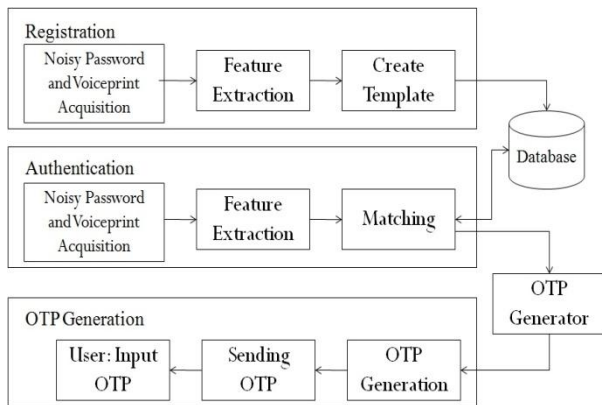 Registration
Noisy Password
and Voiceprint
Acquisition
Feature
Extraction
Create
Template
Database
Authentication
Noisy Password
and Voiceprint
Acquisition
Feature
Extraction
Matching
OTP
Generator
OTP Generation
User: Input
OTP
Sending
OTP
OTP
Generation